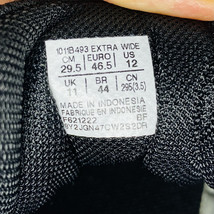 1011B493 EXTRA WIDE
CM EURO US
29.5 46.5 12
UK BR CN
11 44 295(3.5)
MADE IN INDONESIA
FABRIQUE EN INDONESIE
F621222 BF